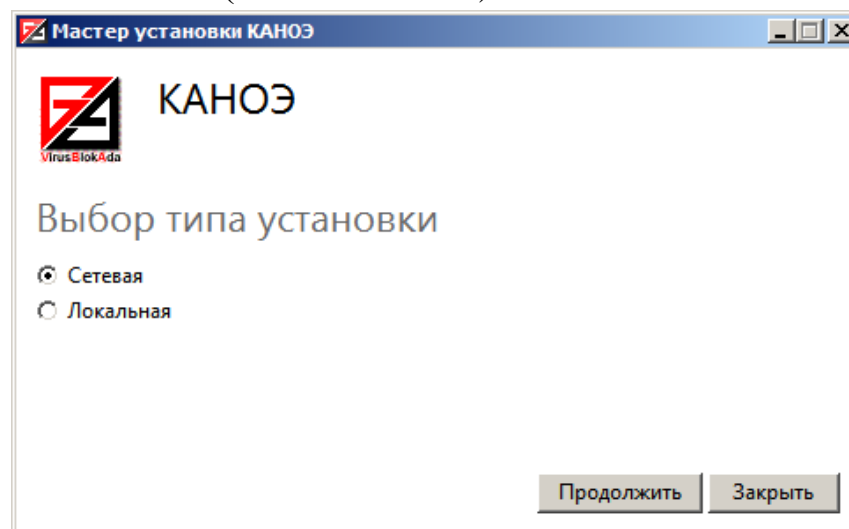 Мастер установки КАНОЭ
КАНОЭ
VirusBlokAda
Выбор типа установки
Сетевая
Локальная
Продолжить
Закрыть